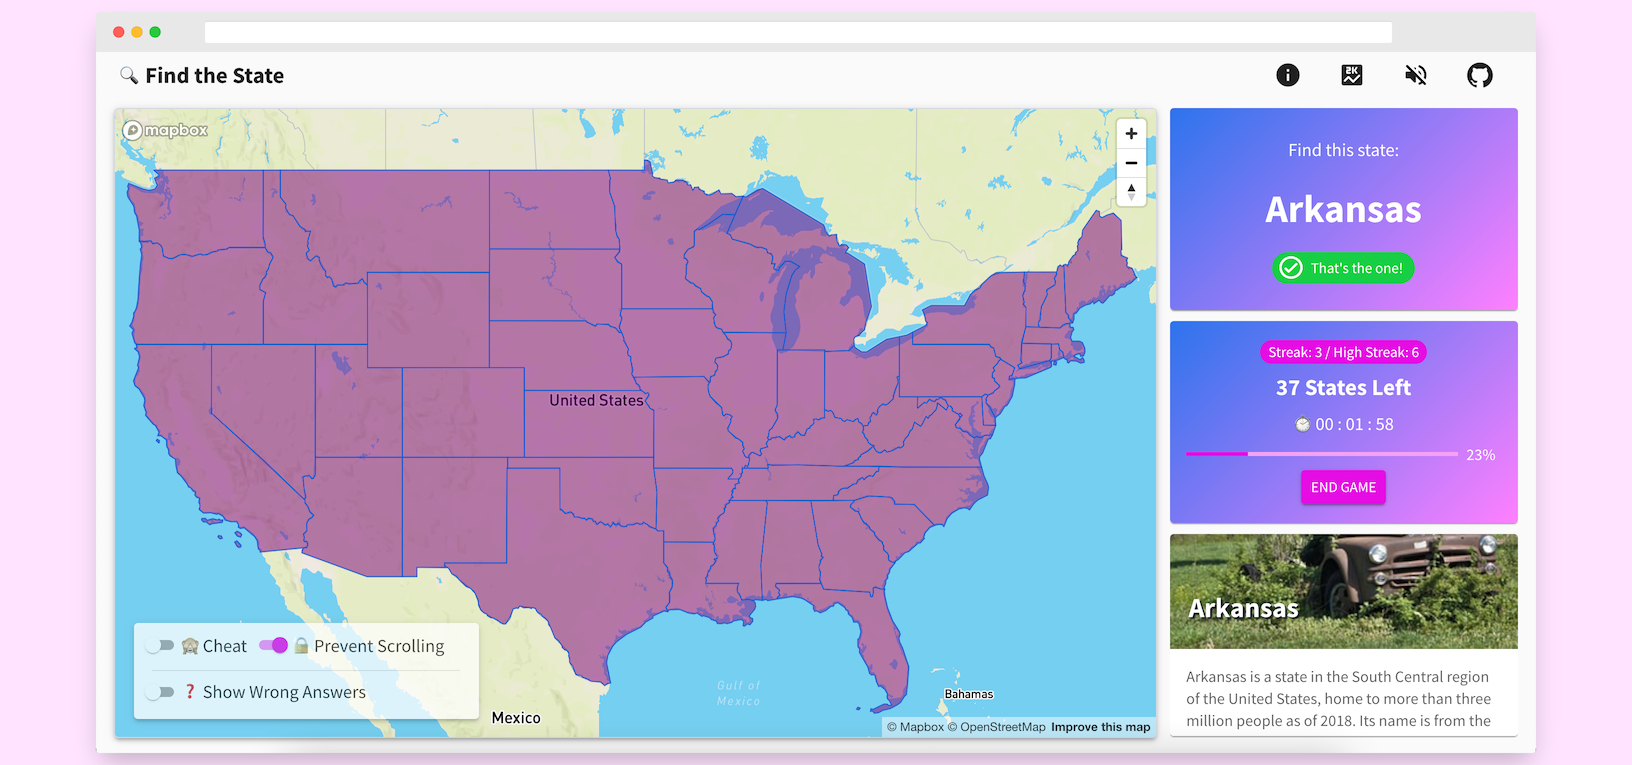 🔍 Find the State
2K
mapbox
United States
Gulf of
Mexico
Bahamas
Mexico
Cheat
Prevent Scrolling
❓ Show Wrong Answers
© Mapbox © OpenStreetMap Improve this map
Find this state:
Arkansas
That's the one!
Streak: 3 / High Streak: 6
37 States Left
00 : 01 : 58
23%
END GAME
Arkansas
Arkansas is a state in the South Central region
of the United States, home to more than three
million people as of 2018. Its name is from the